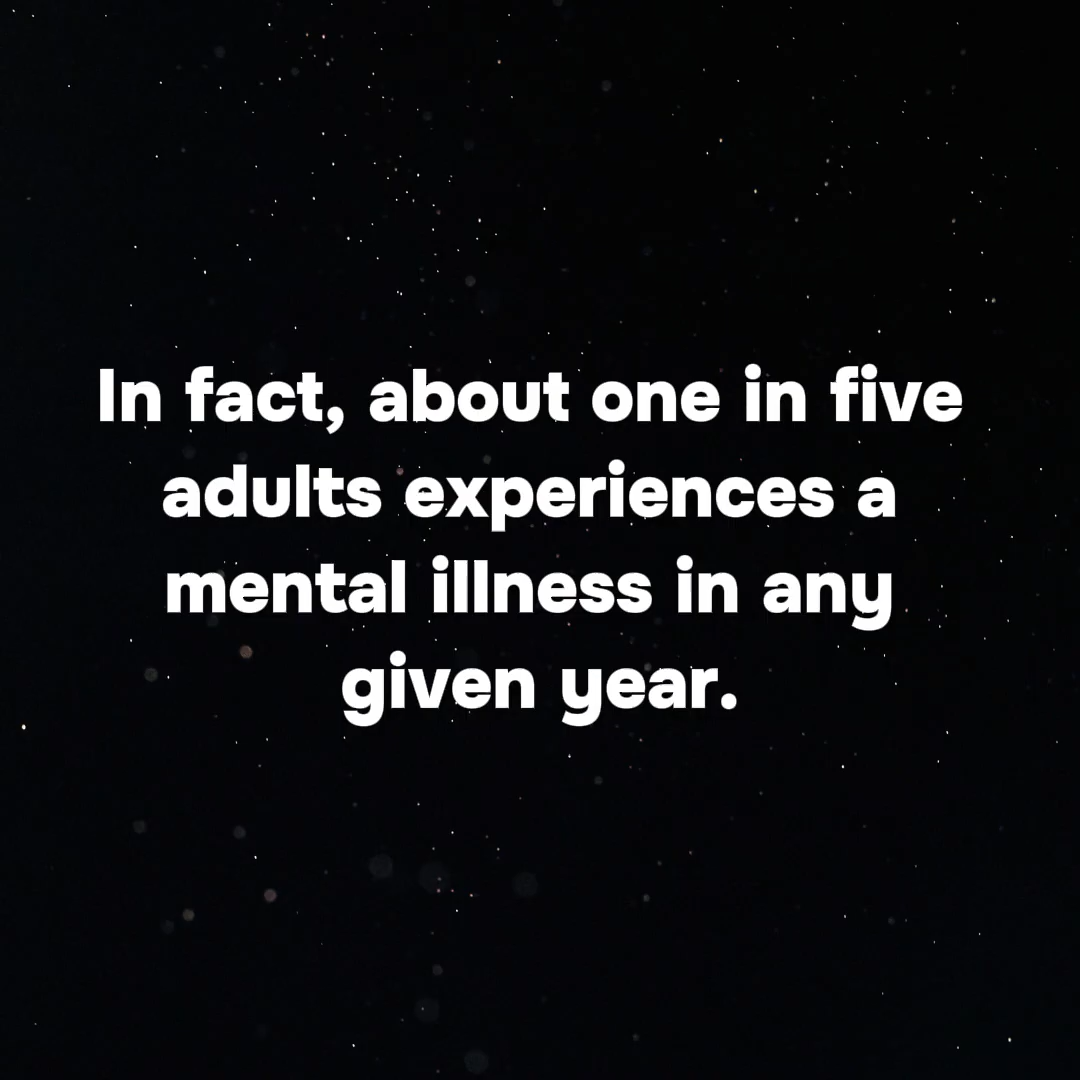 In fact, about one in five
adults experiences a
mental illness in any
given year.